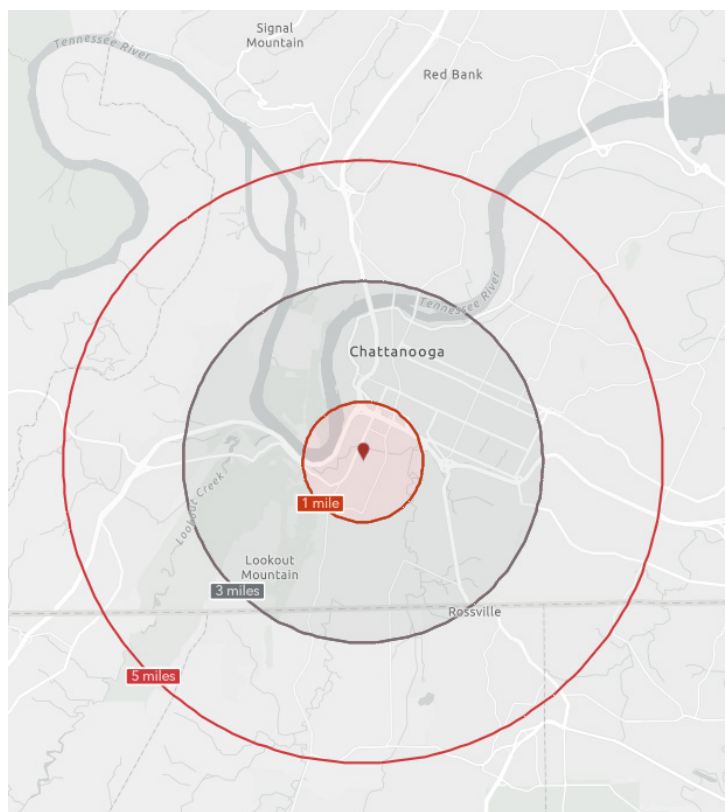 Signal
Mountain
Tennessee River
Red Bank
Tennessee River
Chattanooga
1 mile
Lookout Creek
Lookout
Mountain
3 miles
Rossville
5 miles